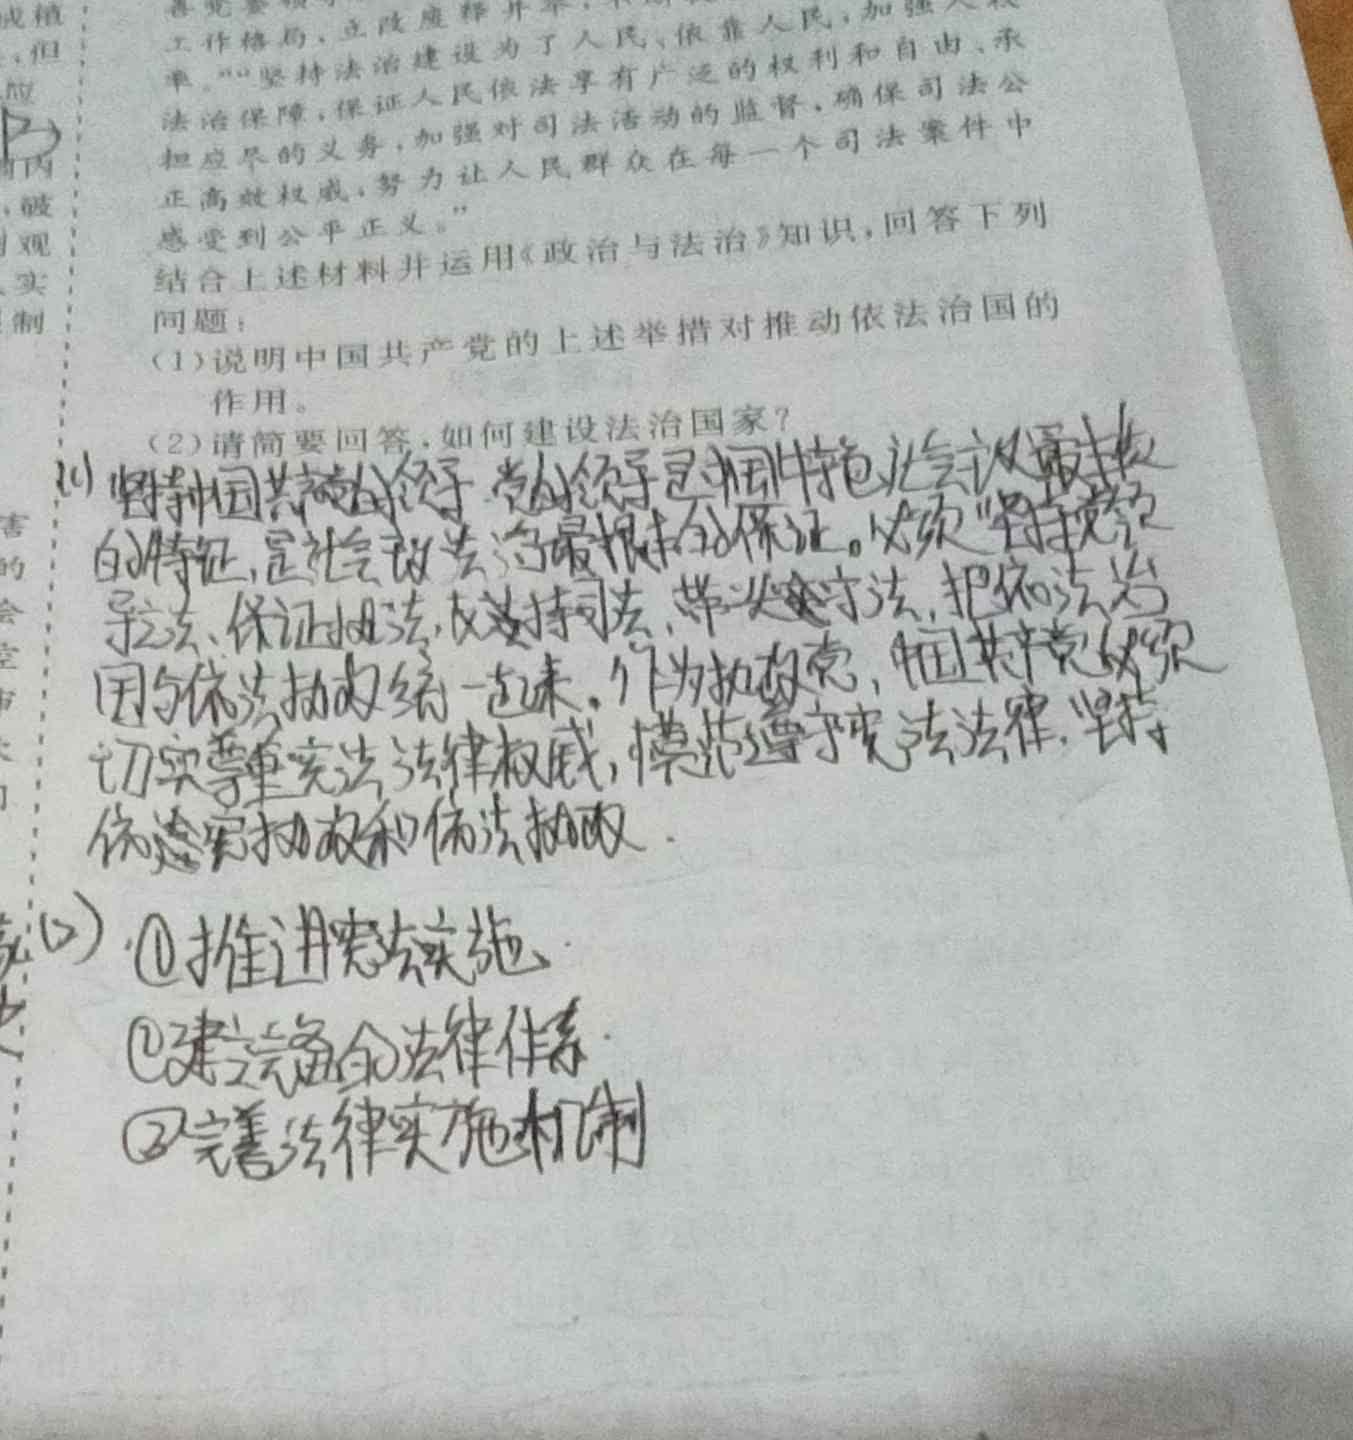 工作格局,立改废释并举,
率。""坚持法治建设为了人民、依靠人民,加强人权
法治保障,保证人民依法享有广泛的权利和自由、承
担应尽的义务,加强对司法活动的监督,确保司法公
正高效权威,努力让人民群众在每一个司法案件中
感受到公平正义。”
结合上述材料并运用《政治与法治》知识,回答下列
问题:
(1)说明中国共产党的上述举措对推动依法治国的
作用。
(2)请简要回答,如何建设法治国家?
(1) 坚持中国共产党的领导.党的领导是中国特色社会主义最本质
的特征,是社会主义法治最根本的保证。必须坚持党领
导立法、保证执法,支持司法、带头守法,把依法治
国与依法执政统一起来。作为执政党,中国共产党必须
切实尊重宪法法律权威,模范遵守宪法法律,坚持
依宪执政和依法执政.
(2) ①推进宪法实施.
②建立完备的法律体系.
③完善法律实施机制